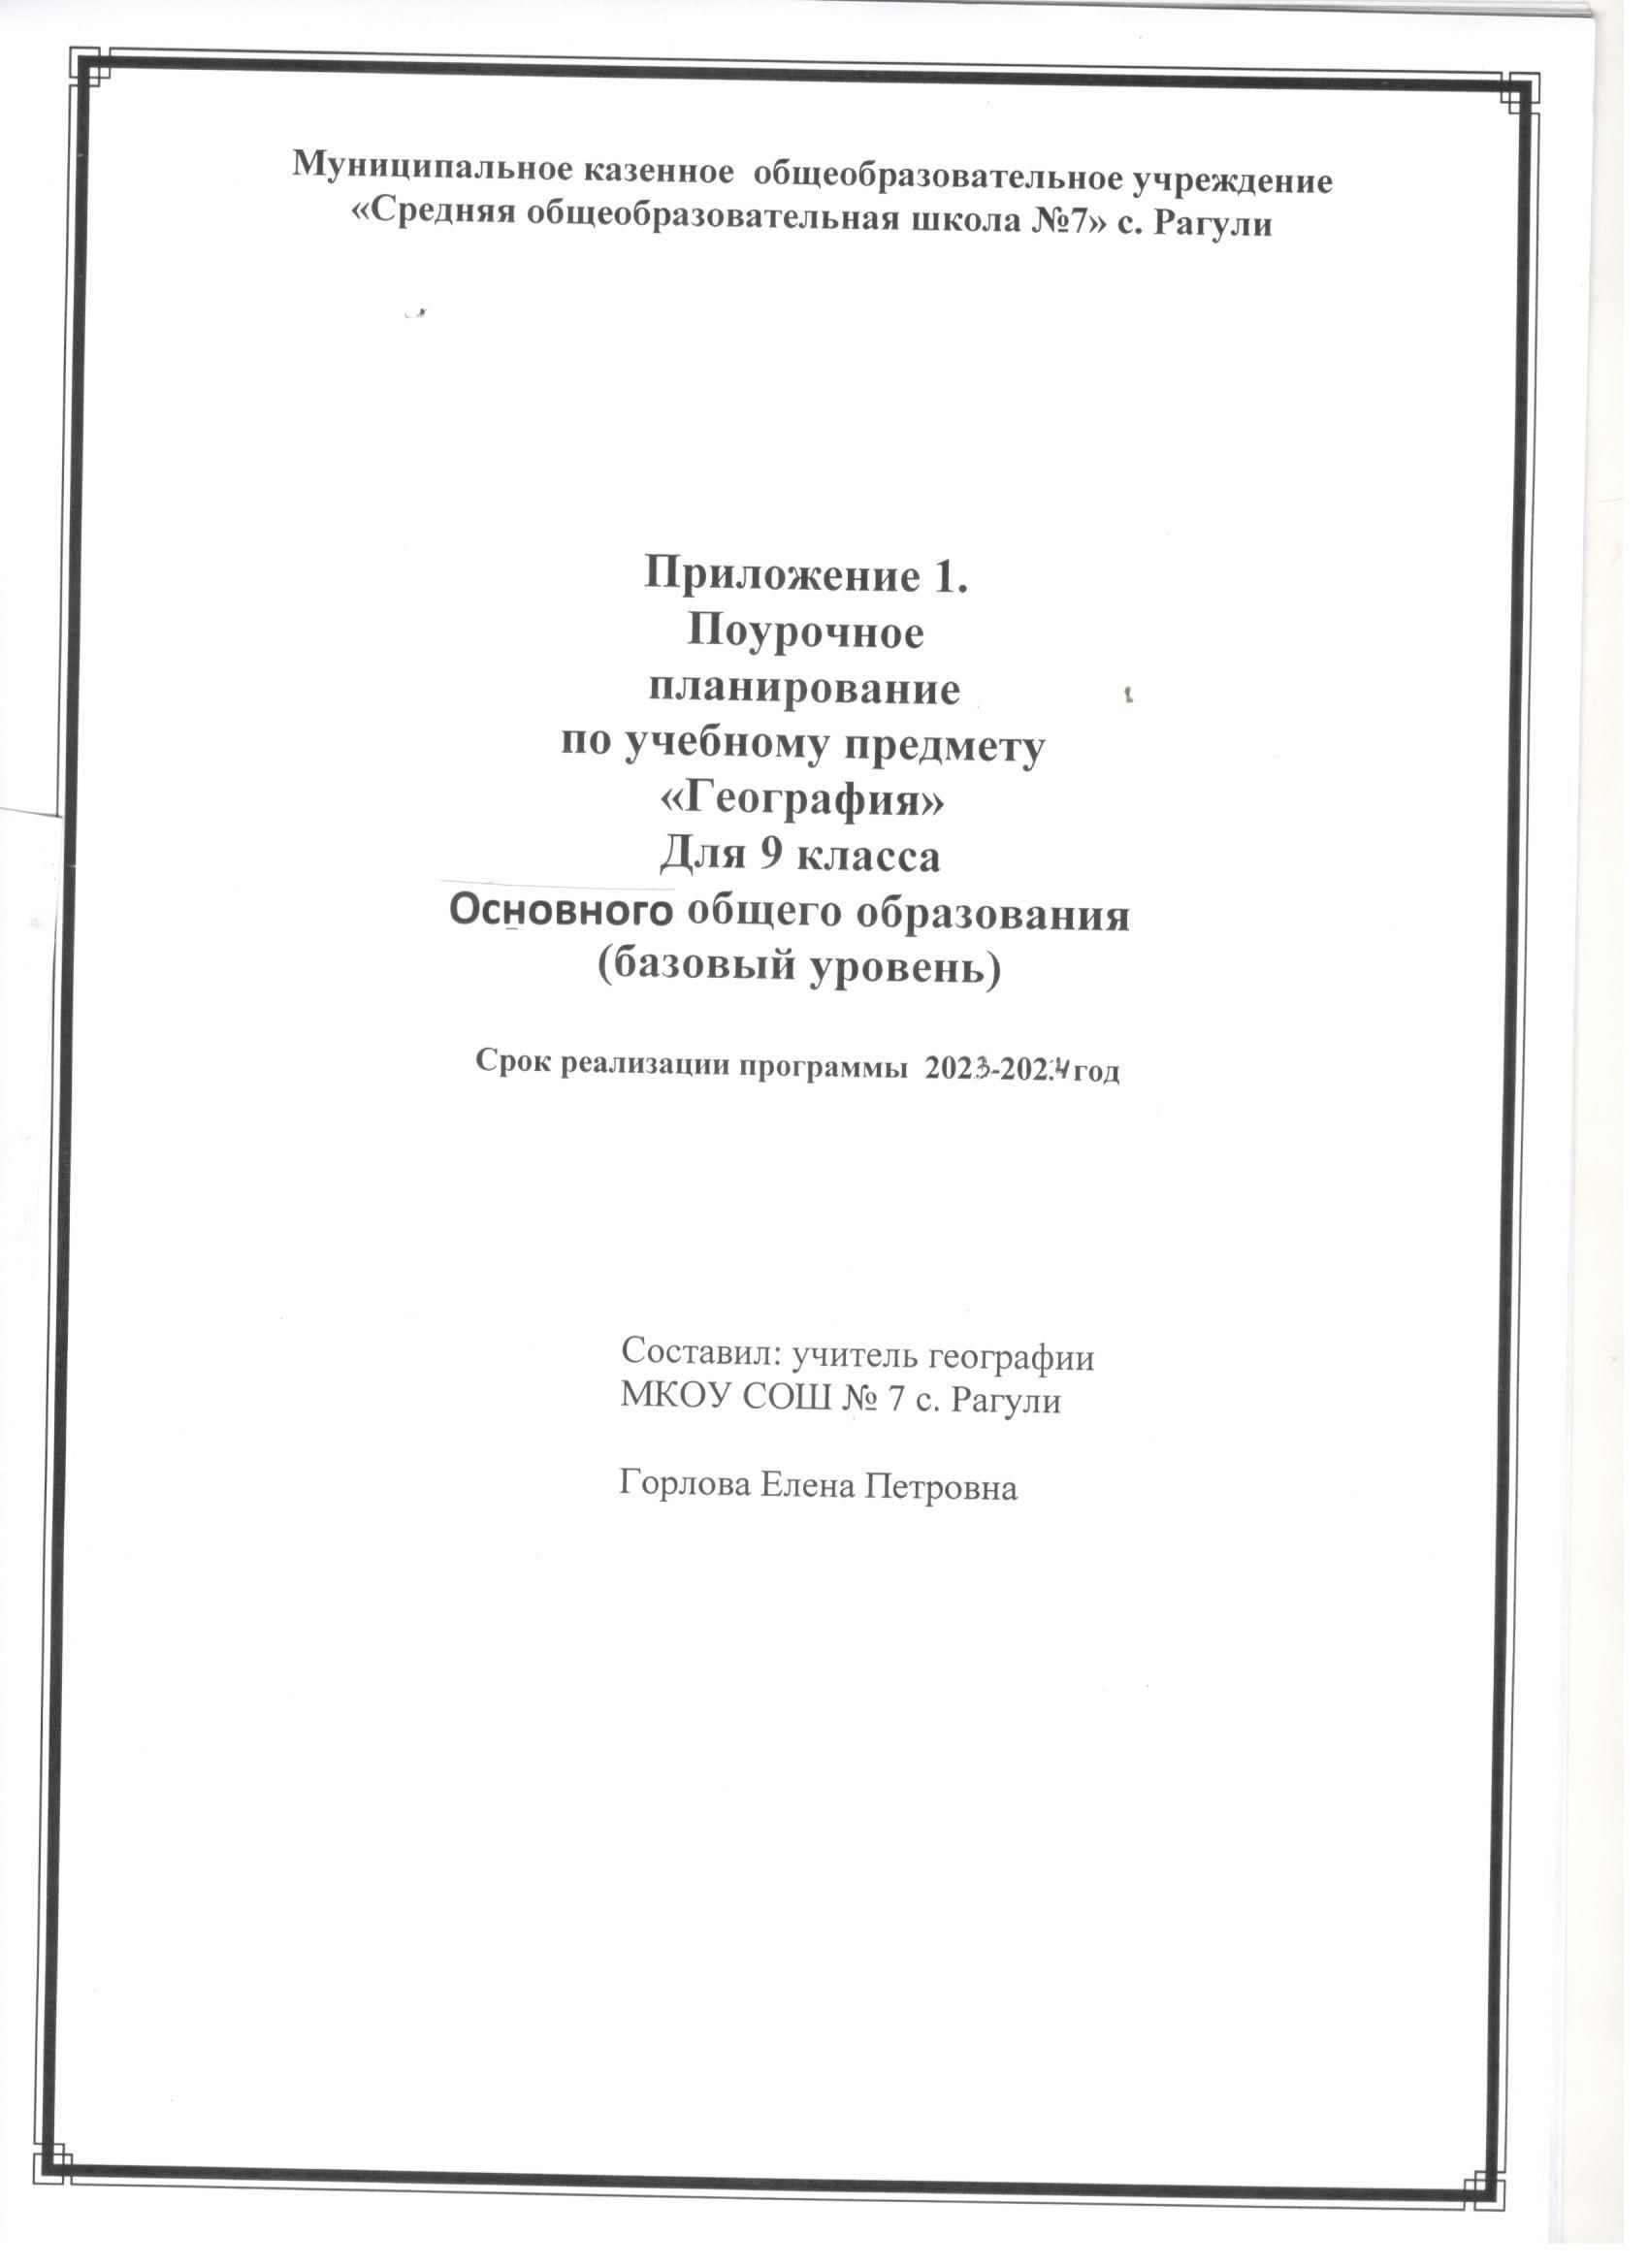 Муниципальное казенное общеобразовательное учреждение
«Средняя общеобразовательная школа №7» с. Рагули
Приложение 1.
Поурочное
планирование
по учебному предмету
«География»
Для 9 класса
Основного общего образования
(базовый уровень)
Срок реализации программы 2023-2024 год
Составил: учитель географии
МКОУ СОШ № 7 с. Рагули
Горлова Елена Петровна